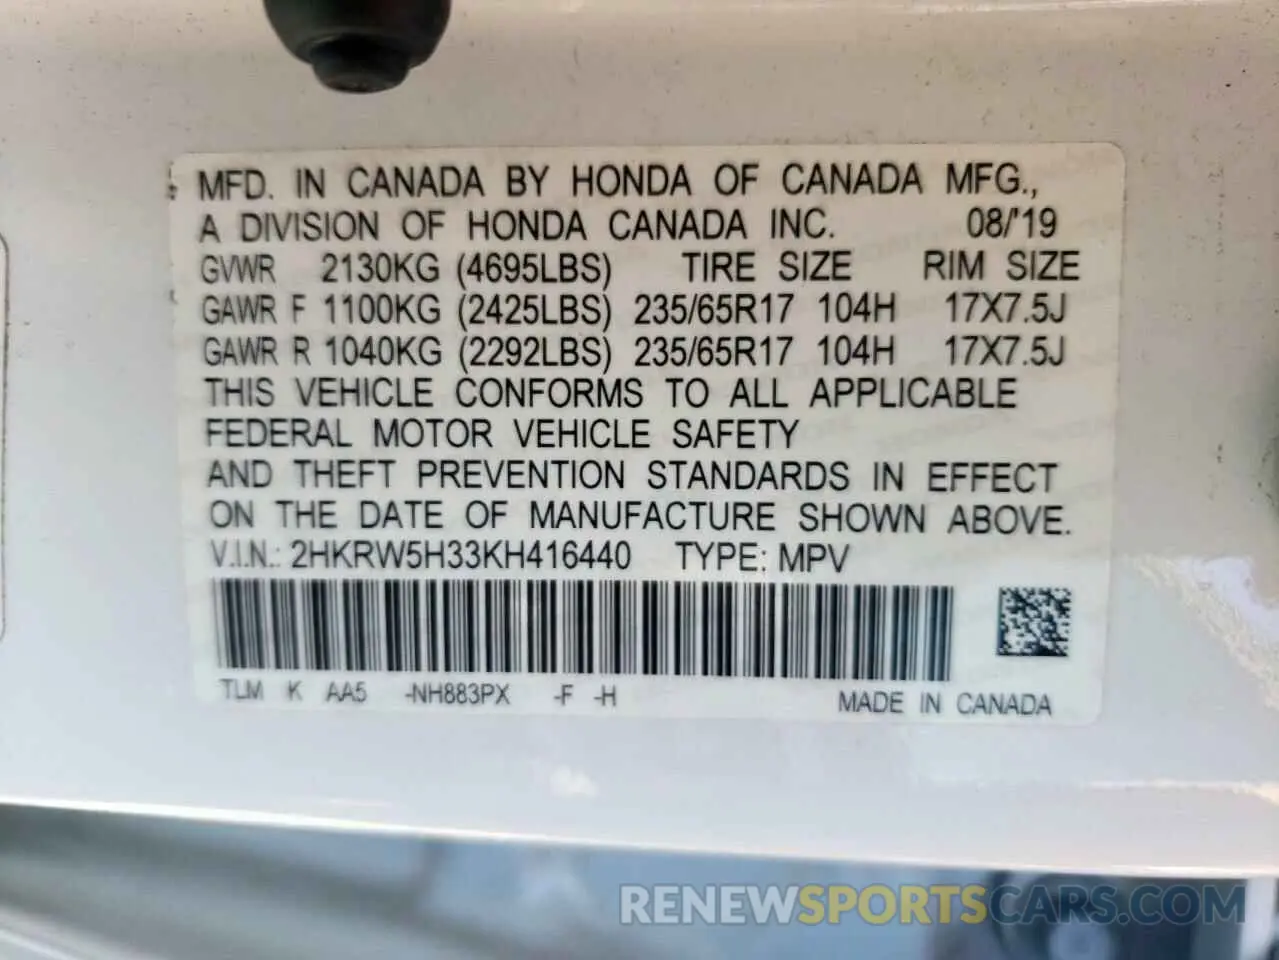 MFD. IN CANADA BY HONDA OF CANADA MFG.,
A DIVISION OF HONDA CANADA INC. 08/'19
GVWR 2130KG (4695LBS) TIRE SIZE RIM SIZE
GAWR F 1100KG (2425LBS) 235/65R17 104H 17X7.5J
GAWR R 1040KG (2292LBS) 235/65R17 104H 17X7.5J
THIS VEHICLE CONFORMS TO ALL APPLICABLE
FEDERAL MOTOR VEHICLE SAFETY
AND THEFT PREVENTION STANDARDS IN EFFECT
ON THE DATE OF MANUFACTURE SHOWN ABOVE.
V.I.N.: 2HKRW5H33KH416440 TYPE: MPV
TLM K AA5 -NH883PX -F -H MADE IN CANADA
RENEWSPORTSCARS.COM